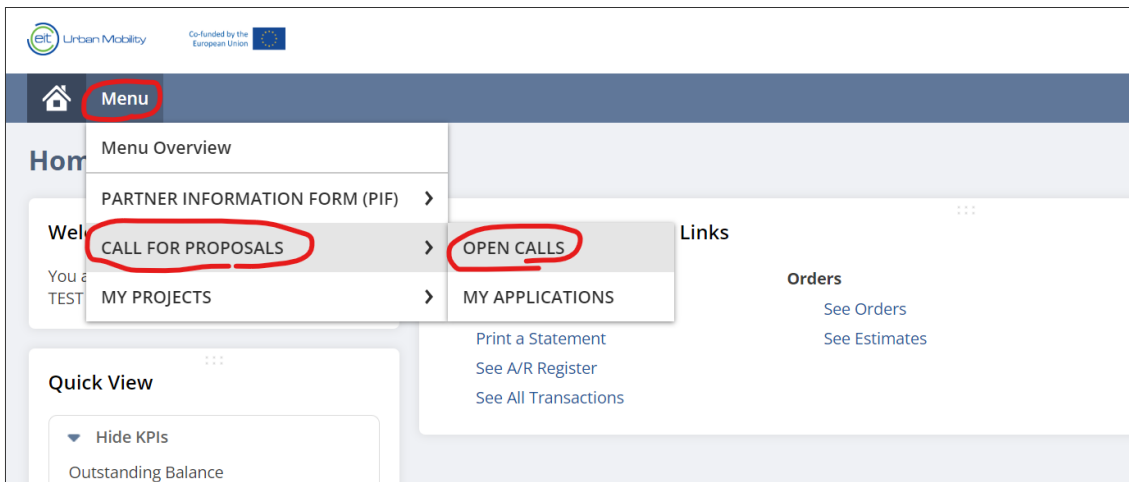 eit Urban Mobility
Co-funded by the
European Union
Menu
Hom
Menu Overview
PARTNER INFORMATION FORM (PIF)
CALL FOR PROPOSALS
MY PROJECTS
OPEN CALLS
MY APPLICATIONS
Wel
You a
TEST
Links
Print a Statement
See A/R Register
See All Transactions
Orders
See Orders
See Estimates
Quick View
Hide KPIs
Outstanding Balance